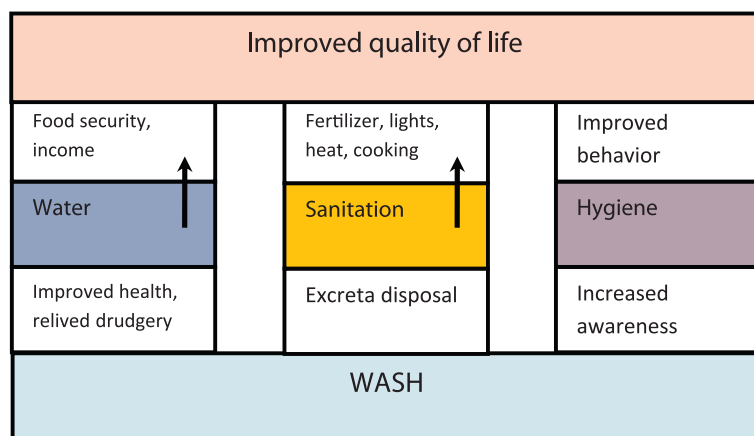 Improved quality of life
Food security,
income
Fertilizer, lights,
heat, cooking
Improved
behavior
Water
Sanitation
Hygiene
Improved health,
relived drudgery
Excreta disposal
Increased
awareness
WASH